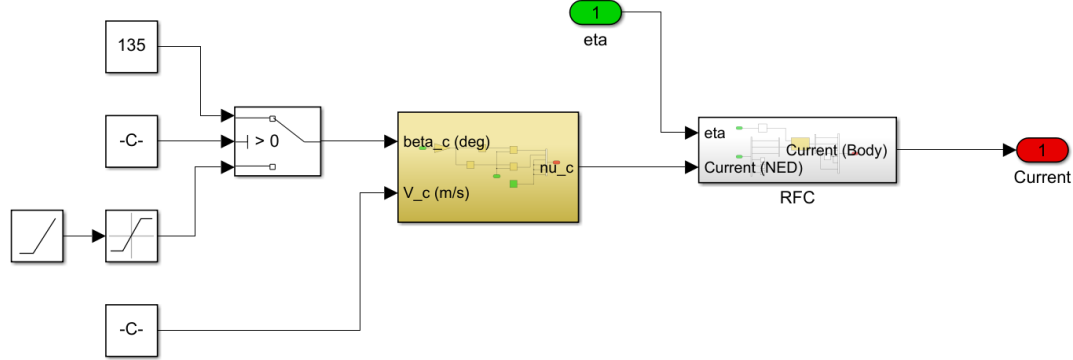 135
-C-
> 0
-C-
beta_c (deg)
V_c (m/s)
nu_c
1
eta
eta
Current (NED)
Current (Body)
RFC
1
Current